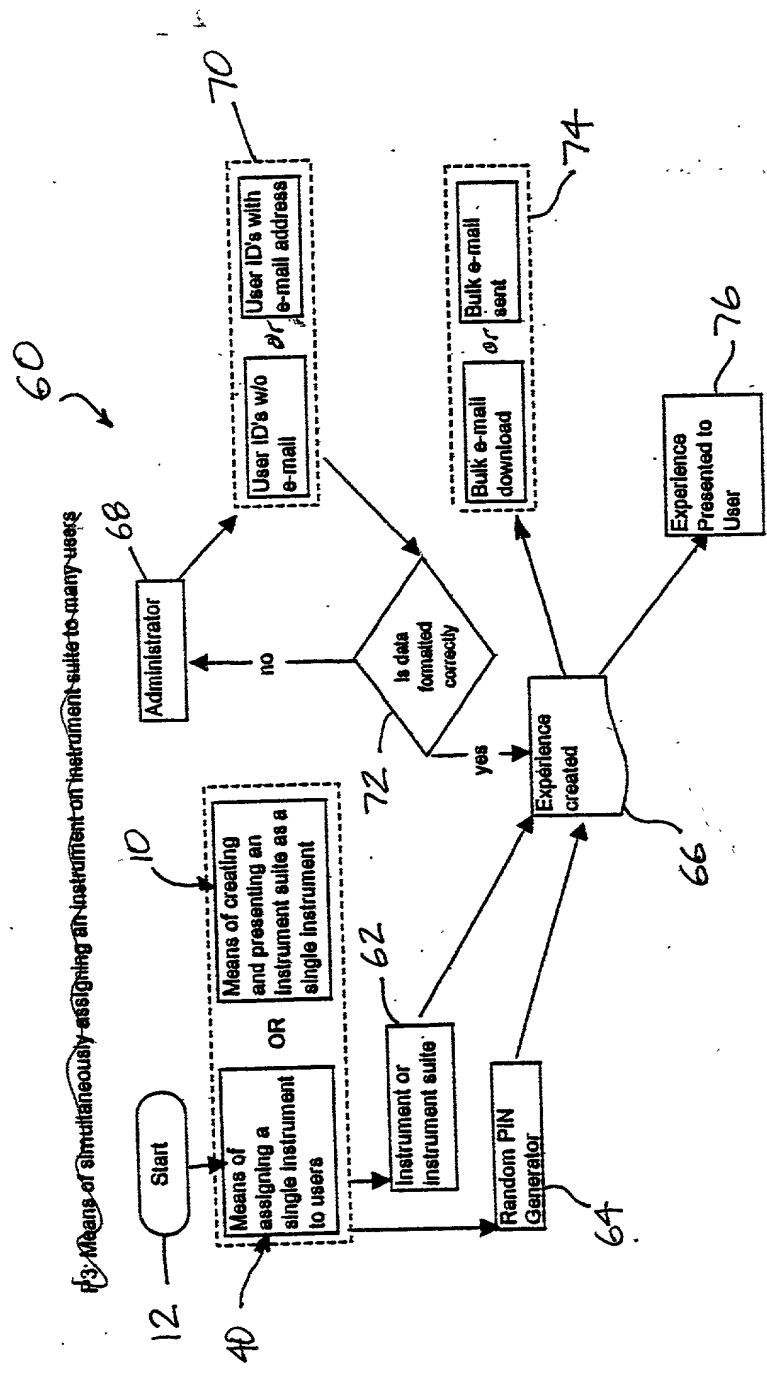 P3: Means of simultaneously assigning an instrument on instrument suite to many users
60
12
Start
40
Means of
assigning a
single instrument
to users
OR
10
Means of creating
and presenting an
instrument suite as a
single instrument
62
Instrument or
instrument suite
64
Random PIN
Generator
68
Administrator
70
User ID's w/o
e-mail
or
User ID's with
e-mail address
no
72
Is data
formatted
correctly
yes
66
Experience
created
Bulk e-mail
download
or
Bulk e-mail
sent
74
Experience
Presented to
User
76